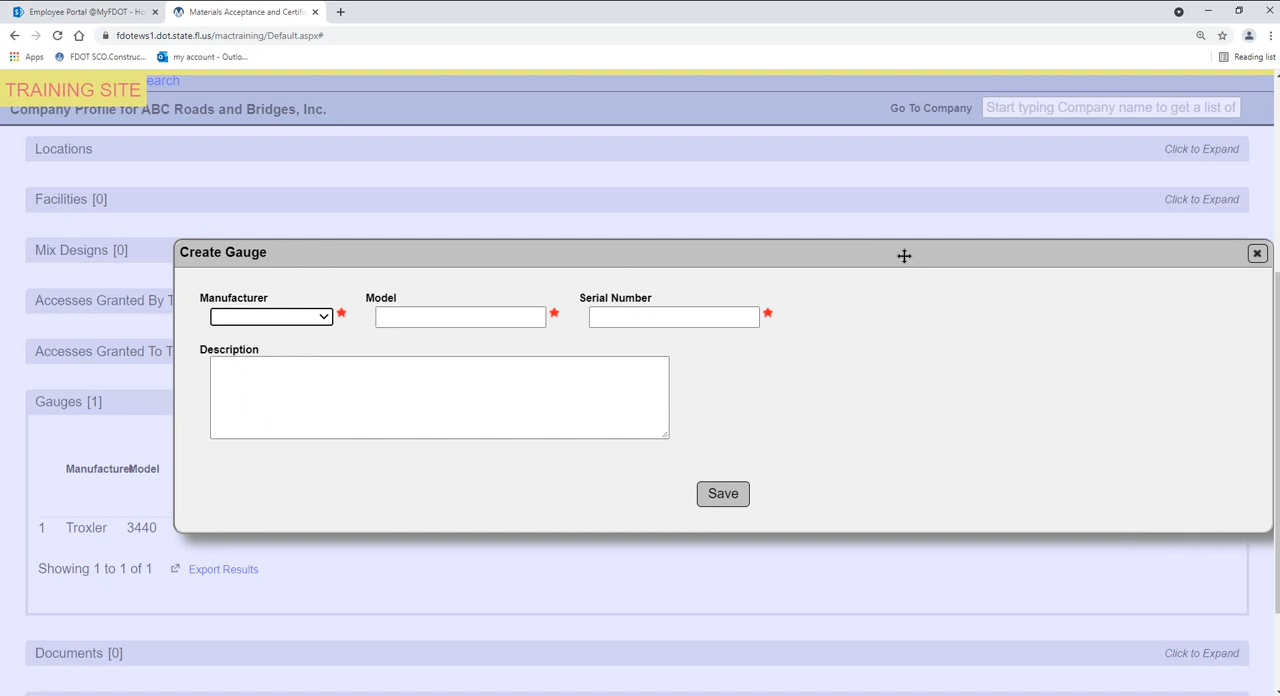 Employee Portal @MyFDOT - Ho
Materials Acceptance and Certifi
fdotews1.dot.state.fl.us/mactraining/Default.aspx#
Apps
FDOT SCO.Construc...
my account - Outlo...
Reading list
TRAINING SITE
earch
Company Profile for ABC Roads and Bridges, Inc.
Go To Company
Start typing Company name to get a list of
Locations
Click to Expand
Facilities [0]
Click to Expand
Mix Designs [0]
Create Gauge
Accesses Granted By T
Manufacturer
Model
Serial Number
Accesses Granted To T
Description
Gauges [1]
Manufacturer
Model
Save
1 Troxler 3440
Showing 1 to 1 of 1
Export Results
Documents [0]
Click to Expand